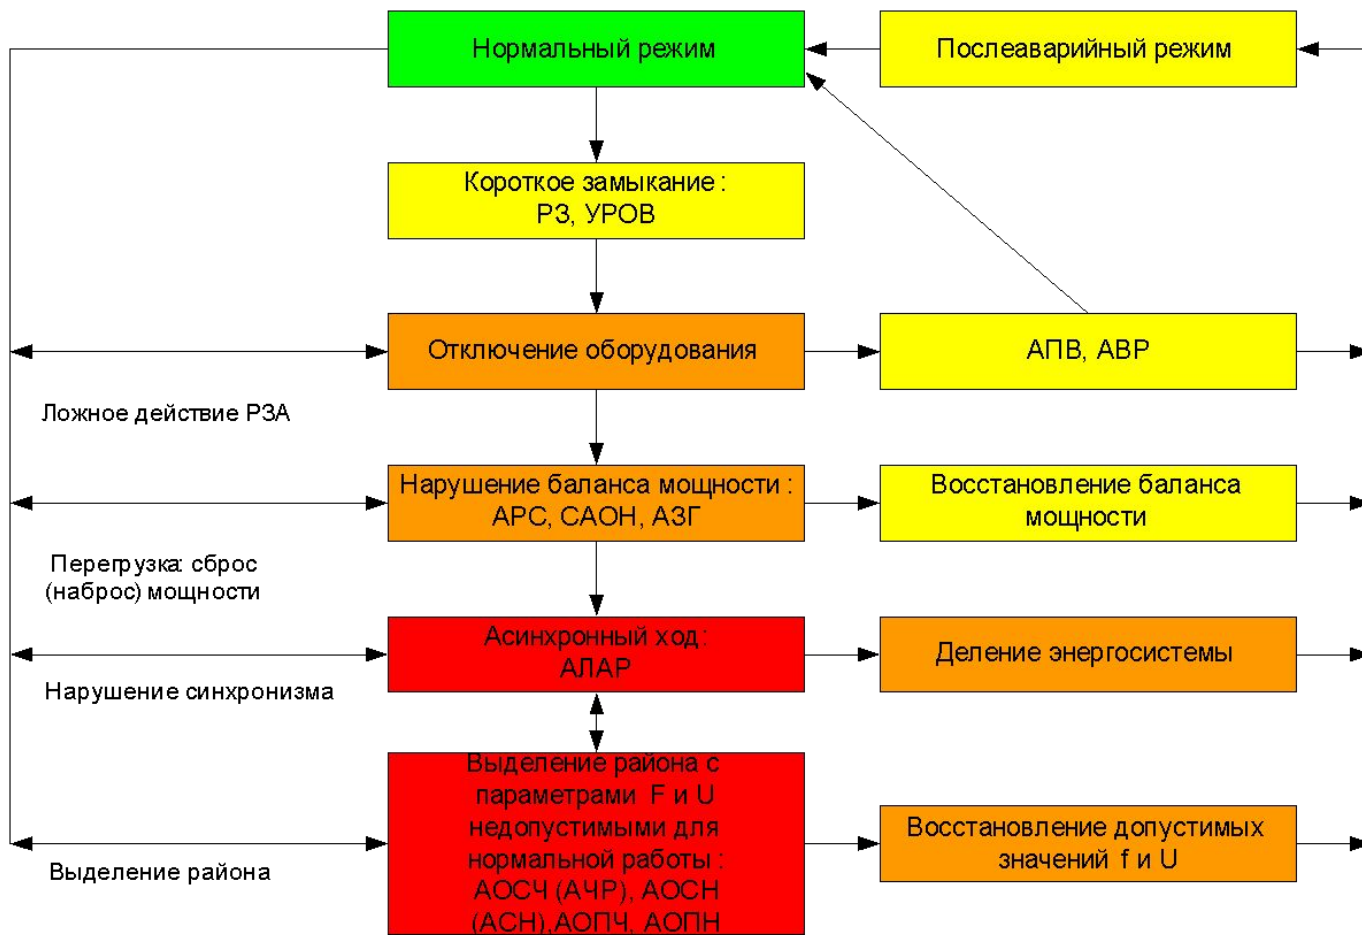 Нормальный режим
Послеаварийный режим
Короткое замыкание :
РЗ, УРОВ
Отключение оборудования
АПВ, АВР
Ложное действие РЗА
Нарушение баланса мощности :
АРС, САОН, АЗГ
Восстановление баланса
мощности
Перегрузка: сброс
(наброс) мощности
Асинхронный ход:
АЛАР
Деление энергосистемы
Нарушение синхронизма
Выделение района с
параметрами F и U
недопустимыми для
нормальной работы :
АОСЧ (АЧР), АОСН
(АСН),АОПЧ, АОПН
Восстановление допустимых
значений f и U
Выделение района